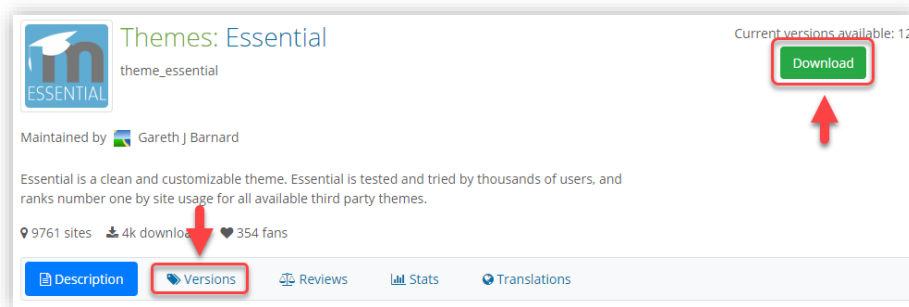 Themes: Essential
Current versions available: 12
theme_essential
Download
ESSENTIAL
Maintained by Gareth J Barnard
Essential is a clean and customizable theme. Essential is tested and tried by thousands of users, and
ranks number one by site usage for all available third party themes.
9761 sites 4k downloa 354 fans
Description Versions Reviews Stats Translations